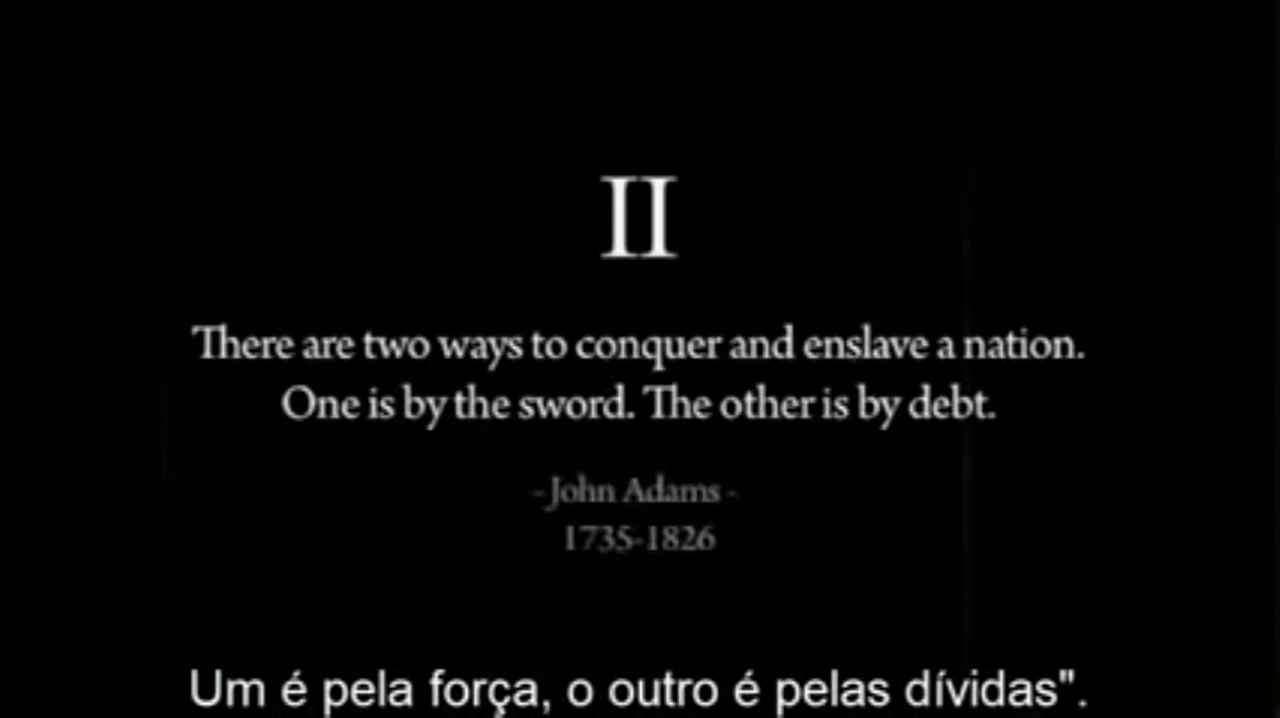 II
There are two ways to conquer and enslave a nation.
One is by the sword. The other is by debt.
- John Adams -
1735-1826
Um é pela força, o outro é pelas dívidas".